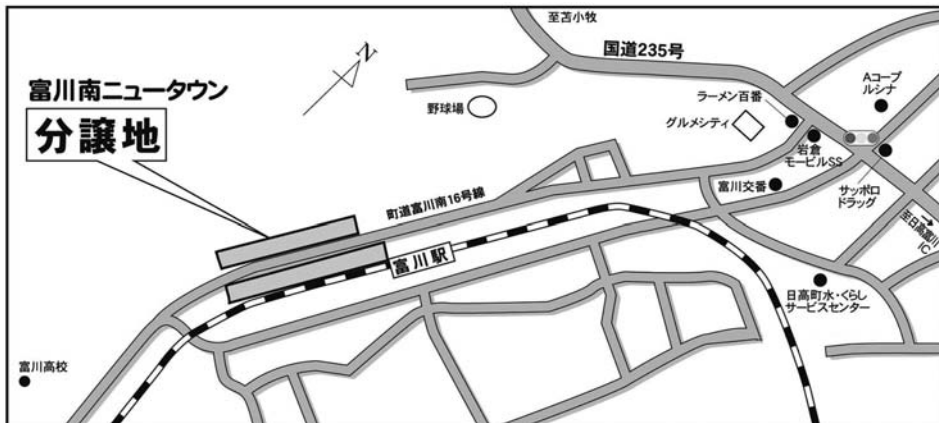 至苫小牧
国道235号
N
富川南ニュータウン
分譲地
野球場
ラーメン百番
グルメシティ
Aコープ
ルシナ
岩倉
モービルSS
富川交番
サッポロ
ドラッグ
町道富川南16号線
→
至日高富川
IC
富川駅
日高町水・くらし
サービスセンター
富川高校